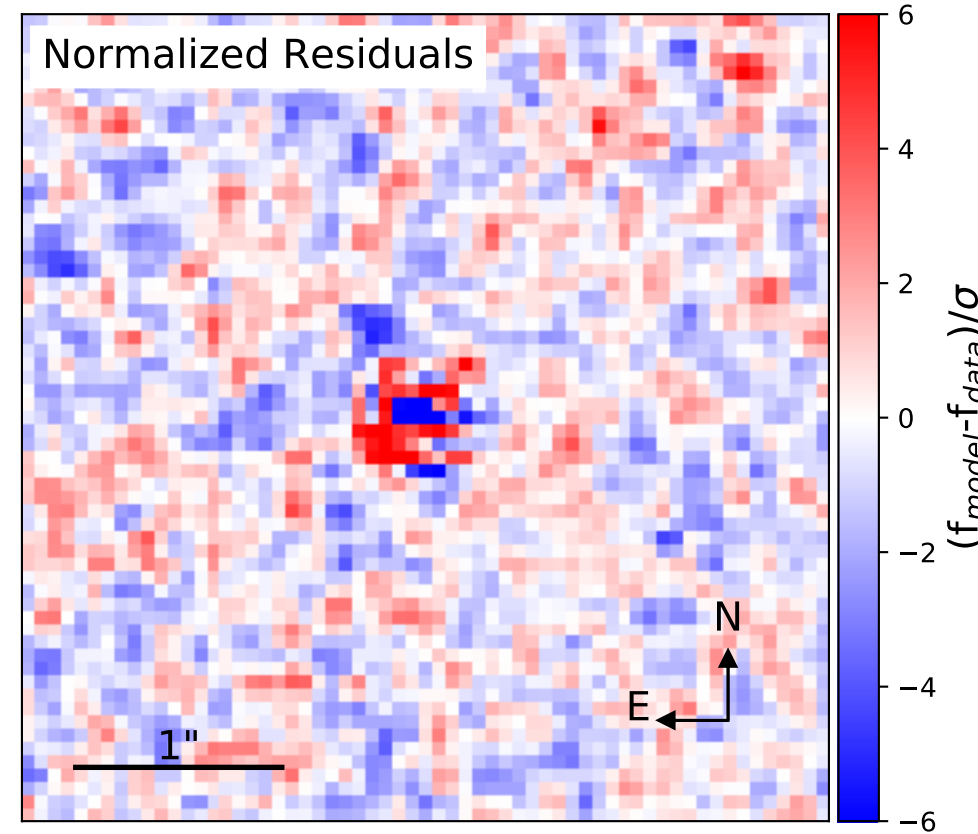 Normalized Residuals
6
4
2
0
−2
−4
−6
(f_model-f_data)/σ
N
E
1"